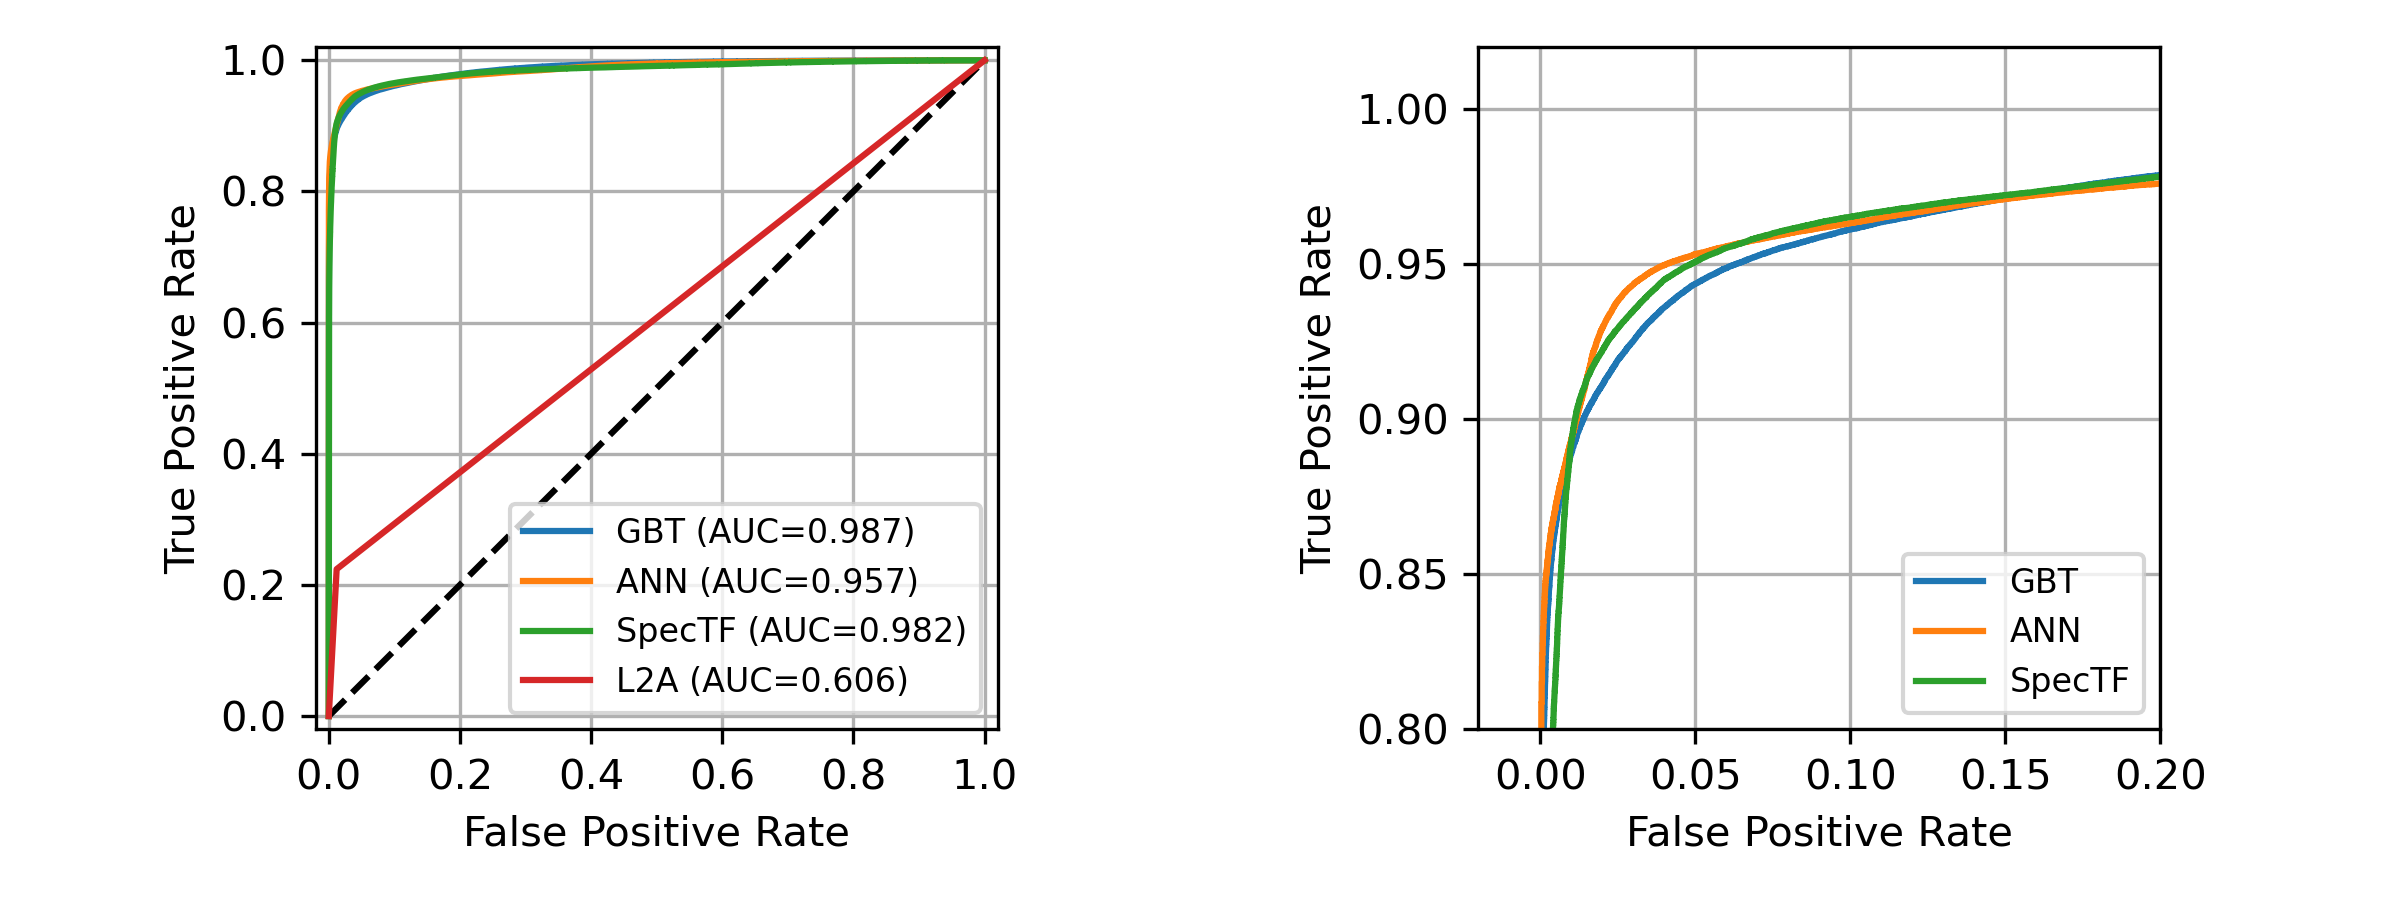 True Positive Rate
1.0
0.8
0.6
0.4
0.2
0.0
GBT (AUC=0.987)
ANN (AUC=0.957)
SpecTF (AUC=0.982)
L2A (AUC=0.606)
0.0 0.2 0.4 0.6 0.8 1.0
False Positive Rate
True Positive Rate
1.00
0.95
0.90
0.85
0.80
GBT
ANN
SpecTF
0.00 0.05 0.10 0.15 0.20
False Positive Rate